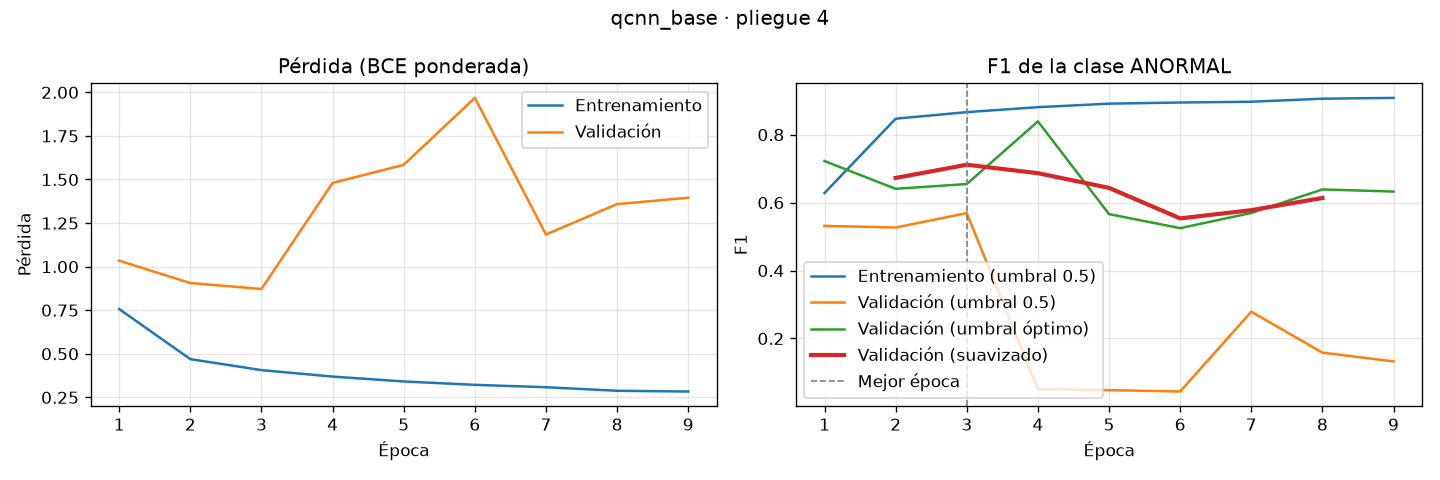 qcnn_base · pliegue 4
Pérdida (BCE ponderada)
2.00
1.75
1.50
1.25
1.00
0.75
0.50
0.25
Pérdida
Entrenamiento
Validación
1 2 3 4 5 6 7 8 9
Época
F1 de la clase ANORMAL
0.8
0.6
0.4
0.2
F1
Entrenamiento (umbral 0.5)
Validación (umbral 0.5)
Validación (umbral óptimo)
Validación (suavizado)
Mejor época
1 2 3 4 5 6 7 8 9
Época